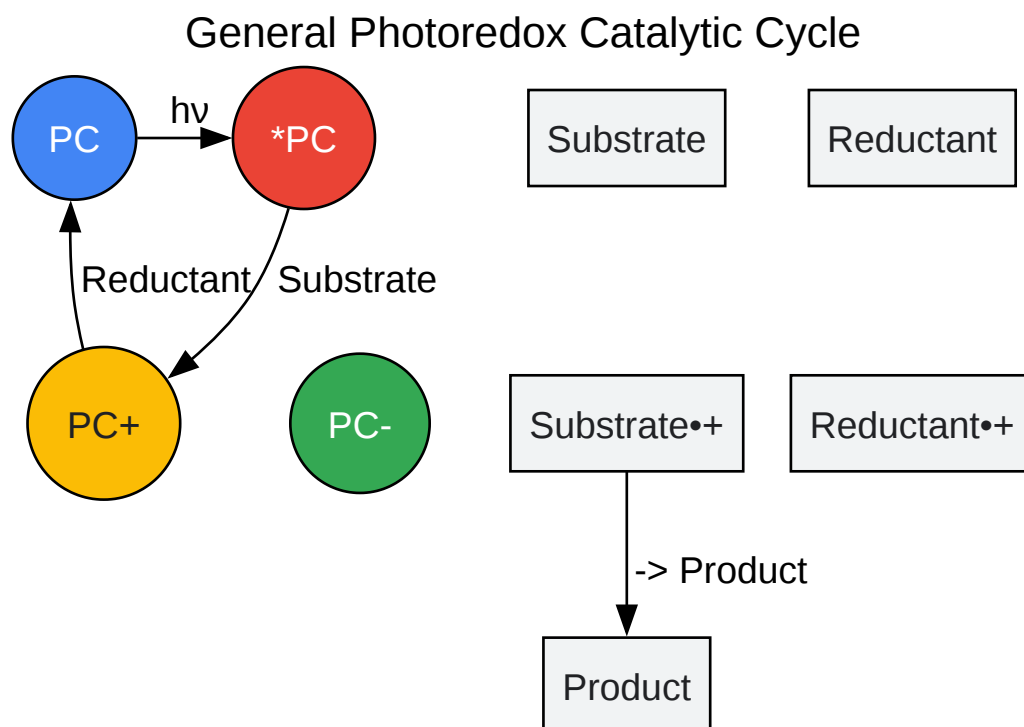 General Photoredox Catalytic Cycle
PC
hν
*PC
Substrate
Reductant
Reductant
Substrate
PC+
PC-
Substrate•+
Reductant•+
-> Product
Product